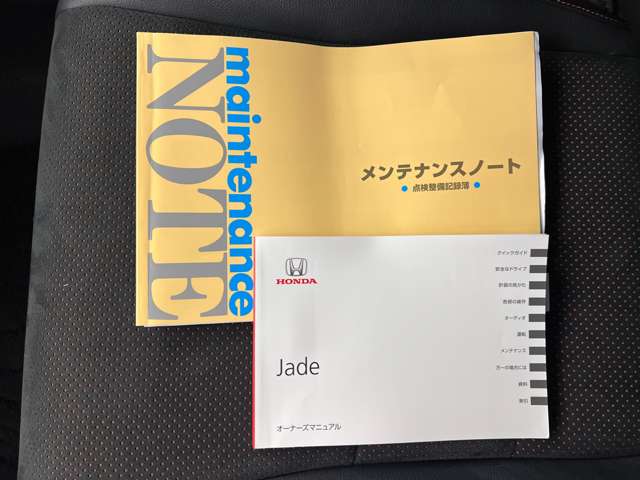 maintenance
NOTE
メンテナンスノート
● 点検整備記録簿 ●
HONDA
Jade
オーナーズマニュアル
クイックガイド
安全なドライブ
計器の見かた
各部の操作
オーディオ
運転
メンテナンス
万一の場合には
資料
索引